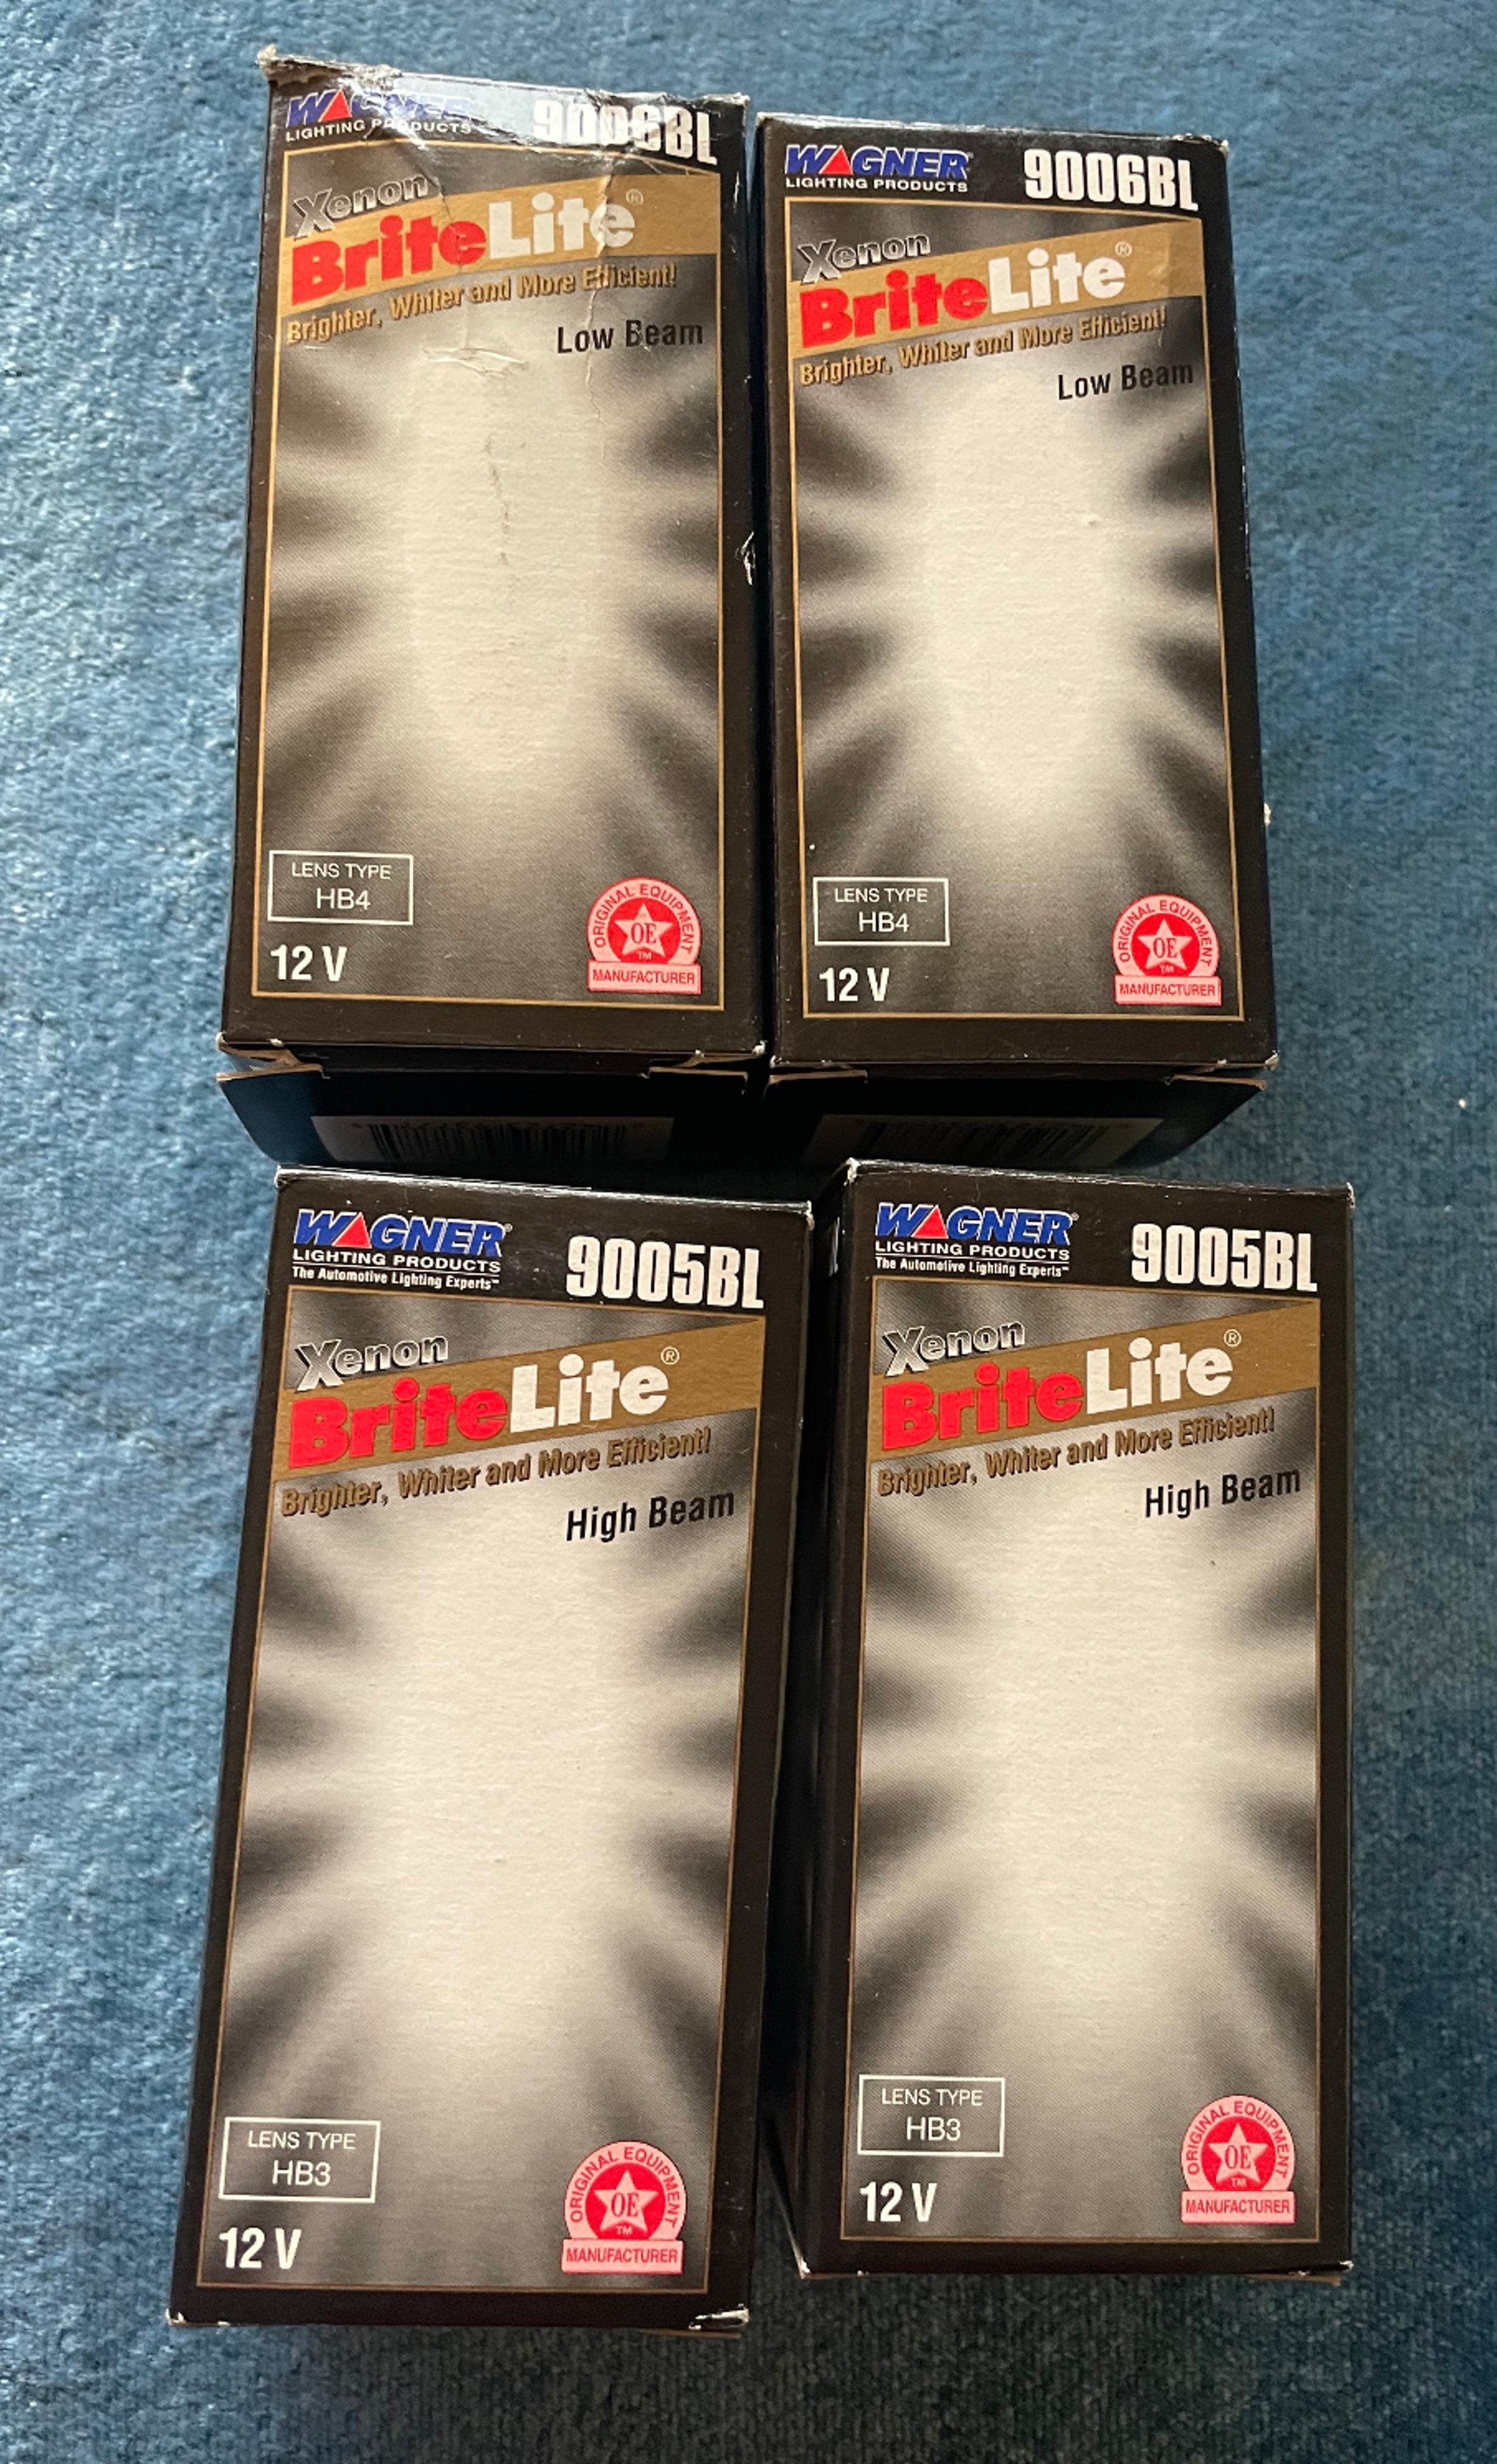 WAGNER 9006BL
LIGHTING PRODUCTS
Xenon
BriteLite®
Brighter, Whiter and More Efficient!
Low Beam
LENS TYPE
HB4
12 V
ORIGINAL EQUIPMENT
OE
TM
MANUFACTURER
WAGNER 9006BL
LIGHTING PRODUCTS
Xenon
BriteLite®
Brighter, Whiter and More Efficient!
Low Beam
LENS TYPE
HB4
12 V
ORIGINAL EQUIPMENT
OE
TM
MANUFACTURER
WAGNER® 9005BL
LIGHTING PRODUCTS
The Automotive Lighting Experts™
Xenon
BriteLite®
Brighter, Whiter and More Efficient!
High Beam
LENS TYPE
HB3
12 V
ORIGINAL EQUIPMENT
OE
TM
MANUFACTURER
WAGNER® 9005BL
LIGHTING PRODUCTS
The Automotive Lighting Experts™
Xenon
BriteLite®
Brighter, Whiter and More Efficient!
High Beam
LENS TYPE
HB3
12 V
ORIGINAL EQUIPMENT
OE
TM
MANUFACTURER